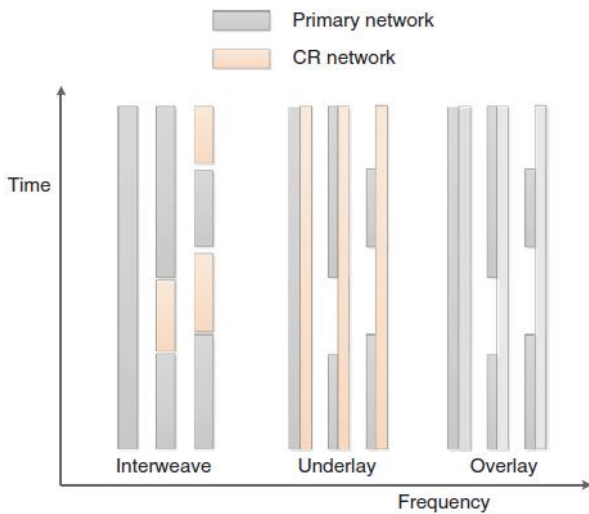 Primary network
CR network
Time
Interweave
Underlay
Overlay
Frequency